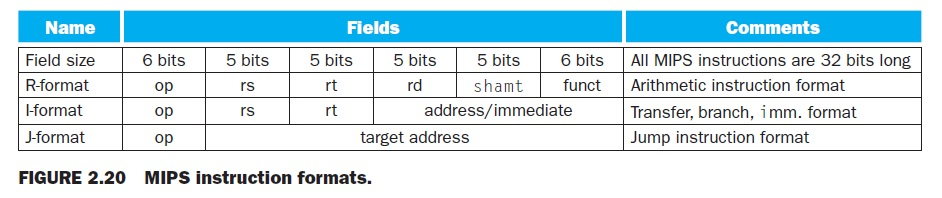 Name Fields Comments
Field size 6 bits 5 bits 5 bits 5 bits 5 bits 6 bits All MIPS instructions are 32 bits long
R-format op rs rt rd shamt funct Arithmetic instruction format
I-format op rs rt address/immediate Transfer, branch, imm. format
J-format op target address Jump instruction format
FIGURE 2.20 MIPS instruction formats.